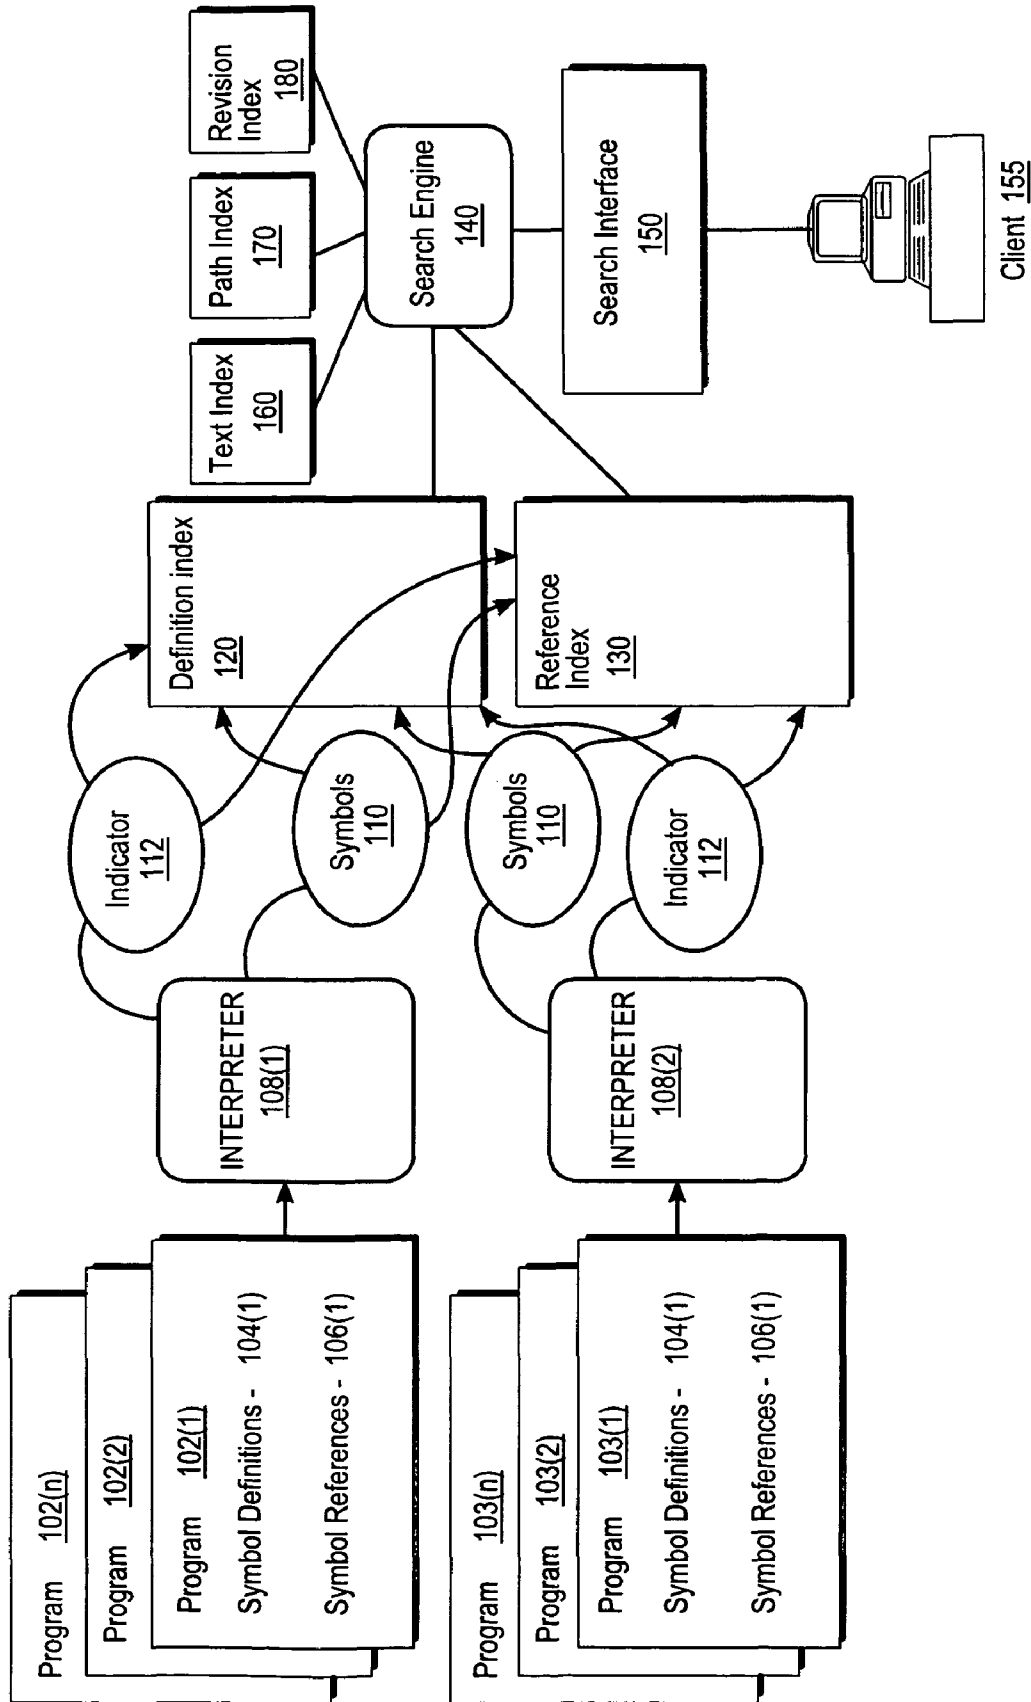 Program 102(n)
Program 102(2)
Program 102(1)
Symbol Definitions - 104(1)
Symbol References - 106(1)
Program 103(n)
Program 103(2)
Program 103(1)
Symbol Definitions - 104(1)
Symbol References - 106(1)
INTERPRETER
108(1)
INTERPRETER
108(2)
Indicator
112
Symbols
110
Symbols
110
Indicator
112
Definition index
120
Reference
Index
130
Text Index
160
Path Index
170
Revision
Index
180
Search Engine
140
Search Interface
150
Client 155